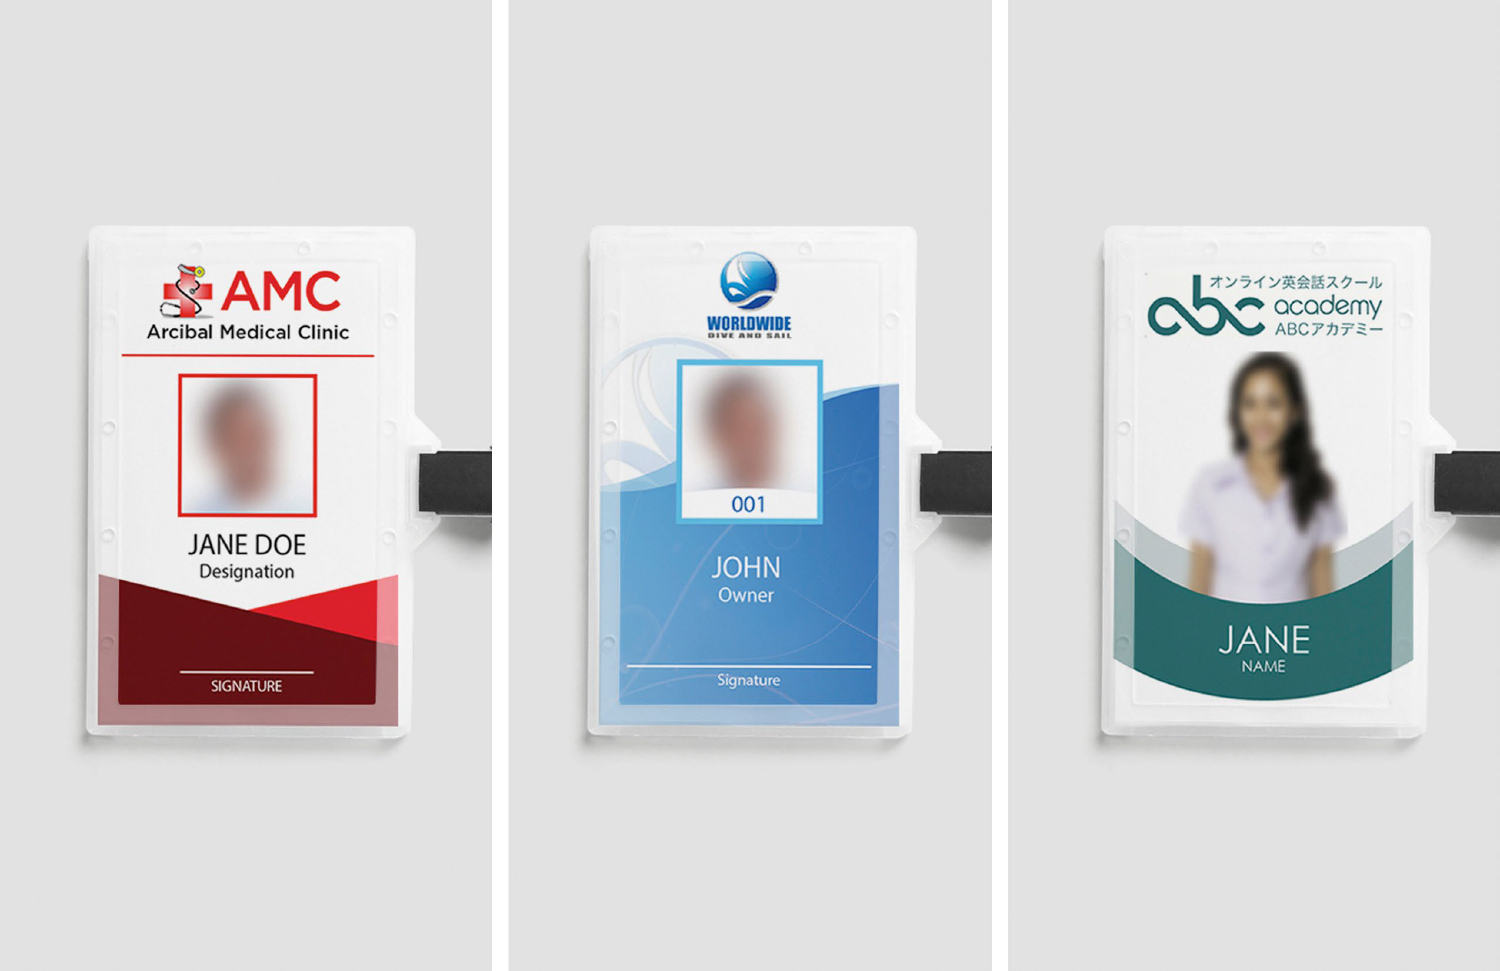 AMC
Arcibal Medical Clinic
JANE DOE
Designation
SIGNATURE
WORLDWIDE
DIVE AND SAIL
001
JOHN
Owner
Signature
オンライン英会話スクール
abc academy
ABCアカデミー
JANE
NAME